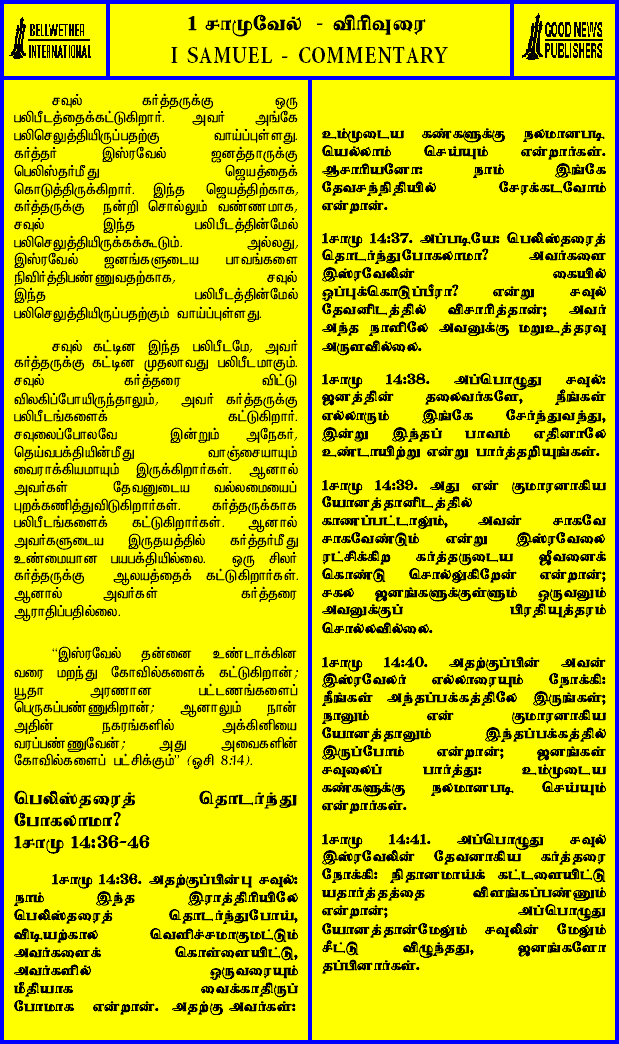 BELLWETHER
INTERNATIONAL
1 சாமுவேல் - விரிவுரை
I SAMUEL - COMMENTARY
GOOD NEWS
PUBLISHERS
சவுல் கர்த்தருக்கு ஒரு
பலிபீடத்தைக்கட்டுகிறார். அவர் அங்கே
பலிசெலுத்தியிருப்பதற்கு வாய்ப்புள்ளது.
கர்த்தர் இஸ்ரவேல் ஜனத்தாருக்கு
பெலிஸ்தர்மீது ஜெயத்தைக்
கொடுத்திருக்கிறார். இந்த ஜெயத்திற்காக,
கர்த்தருக்கு நன்றி சொல்லும் வண்ணமாக,
சவுல் இந்த பலிபீடத்தின்மேல்
பலிசெலுத்தியிருக்கக்கூடும். அல்லது,
இஸ்ரவேல் ஜனங்களுடைய பாவங்களை
நிவிர்த்திபண்ணுவதற்காக, சவுல்
இந்த பலிபீடத்தின்மேல்
பலிசெலுத்தியிருப்பதற்கும் வாய்ப்புள்ளது.
சவுல் கட்டின இந்த பலிபீடமே, அவர்
கர்த்தருக்கு கட்டின முதலாவது பலிபீடமாகும்.
சவுல் கர்த்தரை விட்டு
விலகிப்போயிருந்தாலும், அவர் கர்த்தருக்கு
பலிபீடங்களைக் கட்டுகிறார்.
சவுலைப்போலவே இன்றும் அநேகர்,
தெய்வபக்தியின்மீது வாஞ்சையாயும்
வைராக்கியமாயும் இருக்கிறார்கள். ஆனால்
அவர்கள் தேவனுடைய வல்லமையைப்
புறக்கணித்துவிடுகிறார்கள். கர்த்தருக்காக
பலிபீடங்களைக் கட்டுகிறார்கள். ஆனால்
அவர்களுடைய இருதயத்தில் கர்த்தர்மீது
உண்மையான பயபக்தியில்லை. ஒரு சிலர்
கர்த்தருக்கு ஆலயத்தைக் கட்டுகிறார்கள்.
ஆனால் அவர்கள் கர்த்தரை
ஆராதிப்பதில்லை.
“இஸ்ரவேல் தன்னை உண்டாக்கின
வரை மறந்து கோவில்களைக் கட்டுகிறான்;
யூதா அரணான பட்டணங்களைப்
பெருகப்பண்ணுகிறான்; ஆனாலும் நான்
அதின் நகரங்களில் அக்கினியை
வரப்பண்ணுவேன்; அது அவைகளின்
கோவில்களைப் பட்சிக்கும்” (ஓசி 8:14).
பெலிஸ்தரைத் தொடர்ந்து
போகலாமா?
1சாமு 14:36-46
1சாமு 14:36. அதற்குப்பின்பு சவுல்:
நாம் இந்த இராத்திரியிலே
பெலிஸ்தரைத் தொடர்ந்துபோய்,
விடியற்கால வெளிச்சமாகுமட்டும்
அவர்களைக் கொள்ளையிட்டு,
அவர்களில் ஒருவரையும்
மீதியாக வைக்காதிருப்
போமாக என்றான். அதற்கு அவர்கள்:
உம்முடைய கண்களுக்கு நலமானபடி
யெல்லாம் செய்யும் என்றார்கள்.
ஆசாரியனோ: நாம் இங்கே
தேவசந்நிதியில் சேரக்கடவோம்
என்றான்.
1சாமு 14:37. அப்படியே: பெலிஸ்தரைத்
தொடர்ந்துபோகலாமா? அவர்களை
இஸ்ரவேலின் கையில்
ஒப்புக்கொடுப்பீரா? என்று சவுல்
தேவனிடத்தில் விசாரித்தான்; அவர்
அந்த நாளிலே அவனுக்கு மறுஉத்தரவு
அருளவில்லை.
1சாமு 14:38. அப்பொழுது சவுல்:
ஜனத்தின் தலைவர்களே, நீங்கள்
எல்லாரும் இங்கே சேர்ந்துவந்து,
இன்று இந்தப் பாவம் எதினாலே
உண்டாயிற்று என்று பார்த்தறியுங்கள்.
1சாமு 14:39. அது என் குமாரனாகிய
யோனத்தானிடத்தில்
காணப்பட்டாலும், அவன் சாகவே
சாகவேண்டும் என்று இஸ்ரவேலை
ரட்சிக்கிற கர்த்தருடைய ஜீவனைக்
கொண்டு சொல்லுகிறேன் என்றான்;
சகல ஜனங்களுக்குள்ளும் ஒருவனும்
அவனுக்குப் பிரதியுத்தரம்
சொல்லவில்லை.
1சாமு 14:40. அதற்குப்பின் அவன்
இஸ்ரவேலர் எல்லாரையும் நோக்கி:
நீங்கள் அந்தப்பக்கத்திலே இருங்கள்;
நானும் என் குமாரனாகிய
யோனத்தானும் இந்தப்பக்கத்தில்
இருப்போம் என்றான்; ஜனங்கள்
சவுலைப் பார்த்து: உம்முடைய
கண்களுக்கு நலமானபடி செய்யும்
என்றார்கள்.
1சாமு 14:41. அப்பொழுது சவுல்
இஸ்ரவேலின் தேவனாகிய கர்த்தரை
நோக்கி: நிதானமாய்க் கட்டளையிட்டு
யதார்த்தத்தை விளங்கப்பண்ணும்
என்றான்; அப்பொழுது
யோனத்தான்மேலும் சவுலின் மேலும்
சீட்டு விழுந்தது, ஜனங்களோ
தப்பினார்கள்.